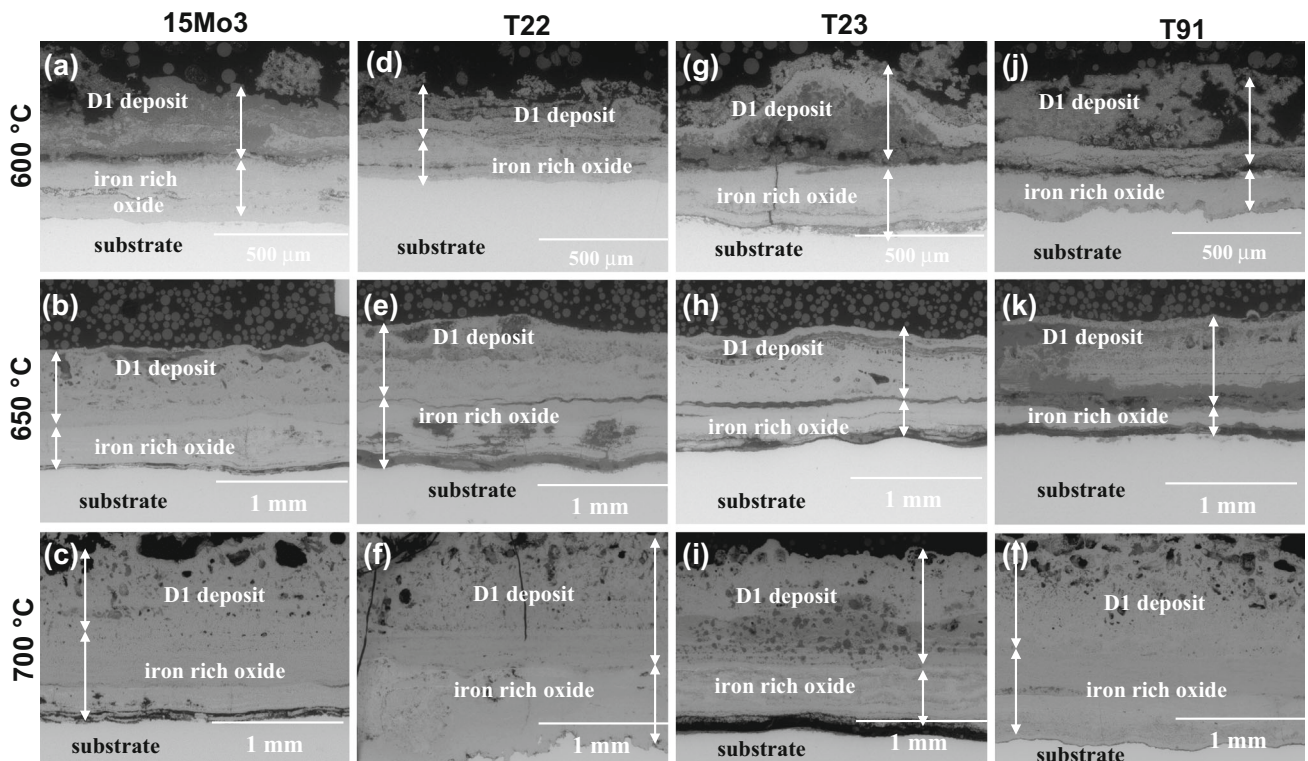 15Mo3 T22 T23 T91
600 °C
(a)
D1 deposit
iron rich
oxide
substrate
500 µm
(d)
D1 deposit
iron rich oxide
substrate
500 µm
(g)
D1 deposit
iron rich oxide
substrate
500 µm
(j)
D1 deposit
iron rich oxide
substrate
500 µm
650 °C
(b)
D1 deposit
iron rich oxide
substrate
1 mm
(e)
D1 deposit
iron rich oxide
substrate
1 mm
(h)
D1 deposit
iron rich oxide
substrate
1 mm
(k)
D1 deposit
iron rich oxide
substrate
1 mm
700 °C
(c)
D1 deposit
iron rich oxide
substrate
1 mm
(f)
D1 deposit
iron rich oxide
1 mm
(i)
D1 deposit
iron rich oxide
substrate
1 mm
(l)
D1 deposit
iron rich oxide
substrate
1 mm